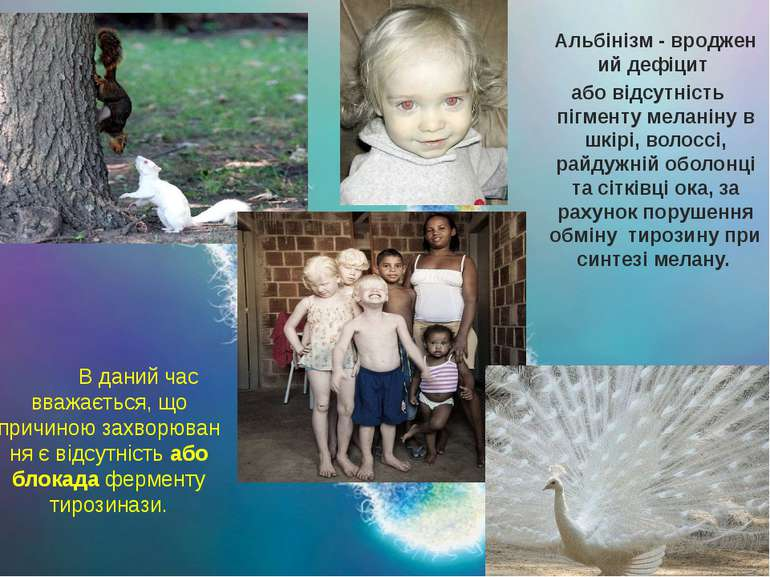 Альбінізм - вроджен
ий дефіцит
або відсутність
пігменту меланіну в
шкірі, волоссі,
райдужній оболонці
та сітківці ока, за
рахунок порушення
обміну тирозину при
синтезі мелану.
В даний час
вважається, що
причиною захворюван
ня є відсутність або
блокада ферменту
тирозинази.